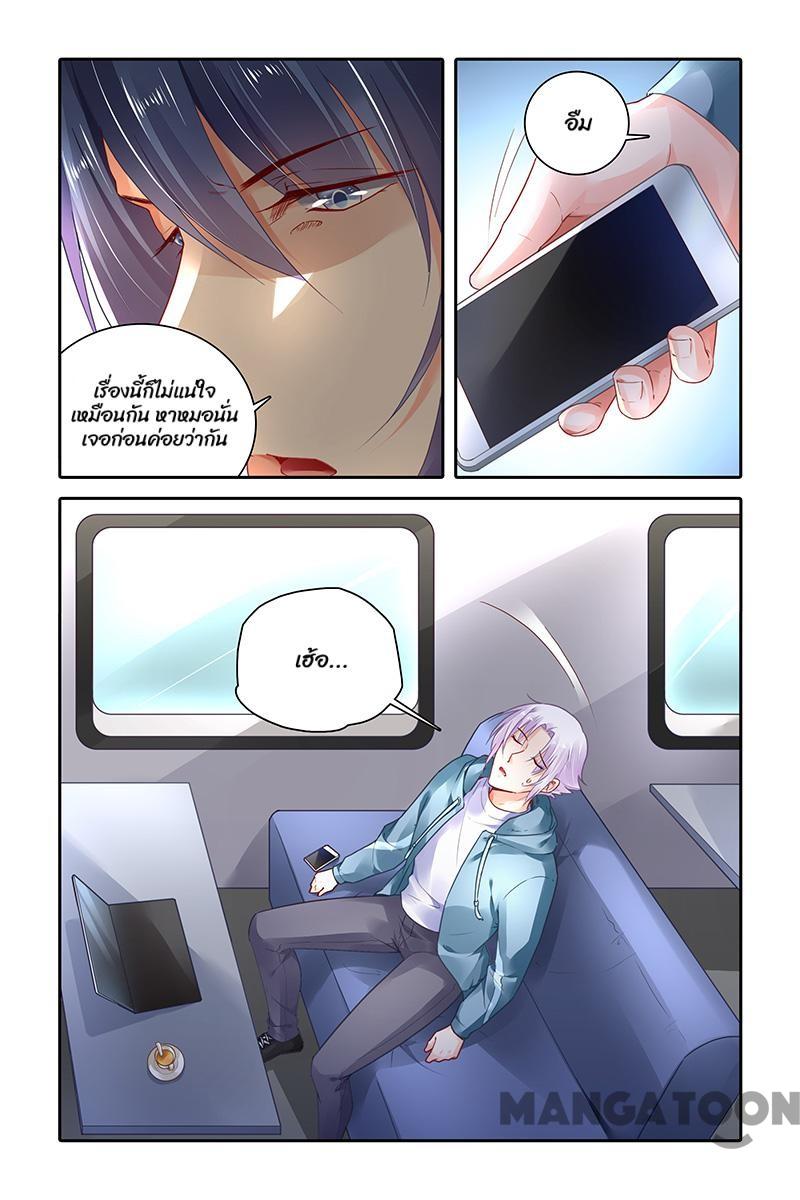 เรื่องนี้ก็ไม่แน่ใจ
เหมือนกัน หาหมอนั่น
เจอก่อนค่อยว่ากัน
อืม
เฮ้อ...
MANGATOON